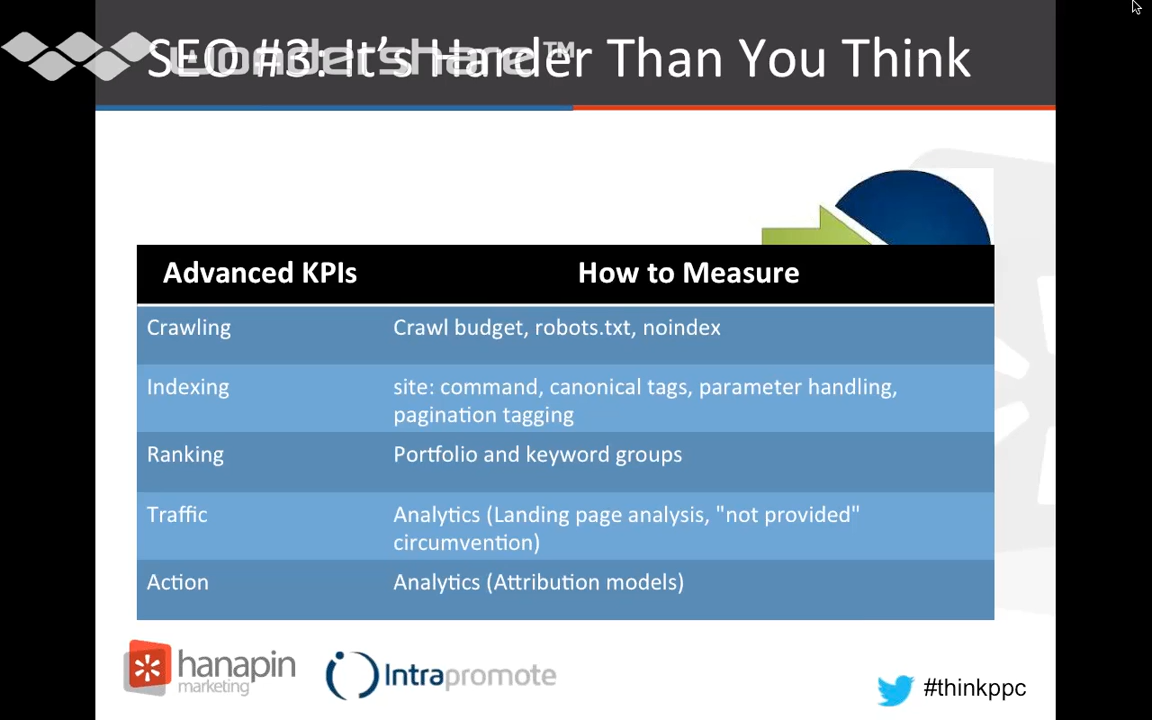 SEO #3: It's Harder Than You Think
wondershare™
Advanced KPIs How to Measure
Crawling Crawl budget, robots.txt, noindex
Indexing site: command, canonical tags, parameter handling,
pagination tagging
Ranking Portfolio and keyword groups
Traffic Analytics (Landing page analysis, "not provided"
circumvention)
Action Analytics (Attribution models)
hanapin
marketing
Intrapromote
#thinkppc